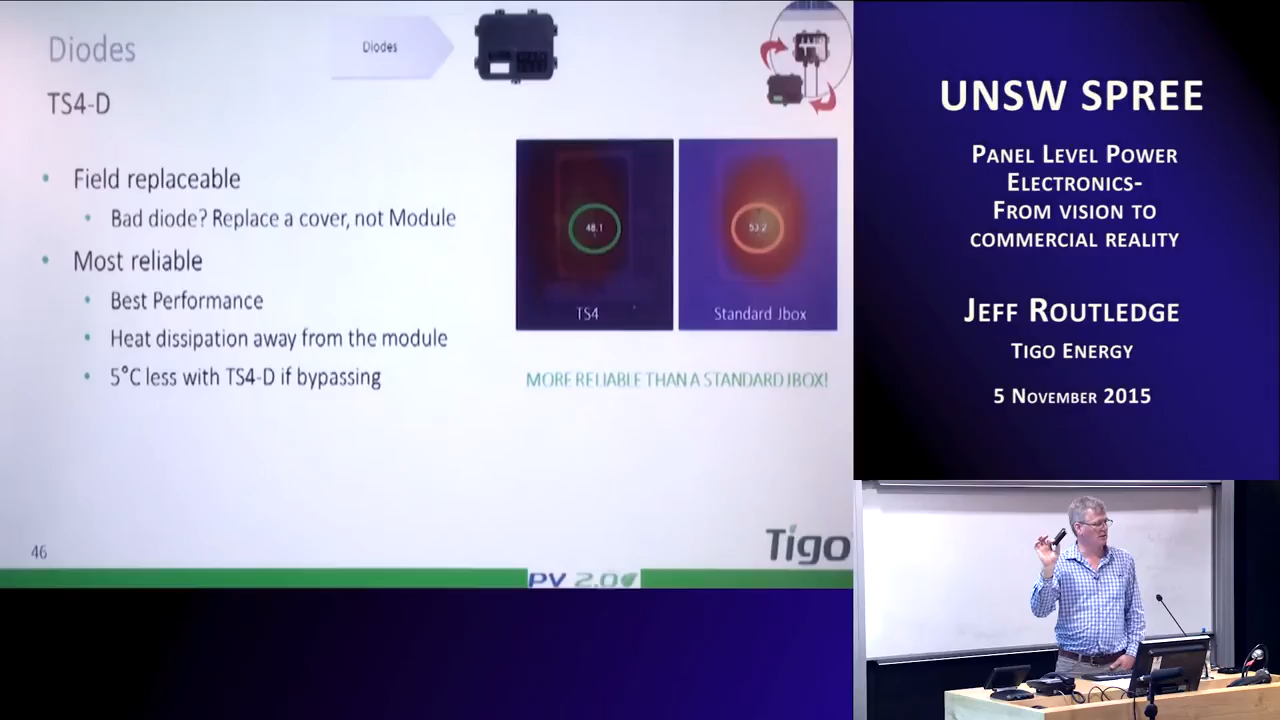 Diodes
Diodes
TS4-D
• Field replaceable
• Bad diode? Replace a cover, not Module
• Most reliable
• Best Performance
• Heat dissipation away from the module
• 5°C less with TS4-D if bypassing
48.1
53.2
TS4
Standard Jbox
MORE RELIABLE THAN A STANDARD JBOX!
46
Tigo
PV 2.0
UNSW SPREE
PANEL LEVEL POWER
ELECTRONICS-
FROM VISION TO
COMMERCIAL REALITY
JEFF ROUTLEDGE
TIGO ENERGY
5 NOVEMBER 2015